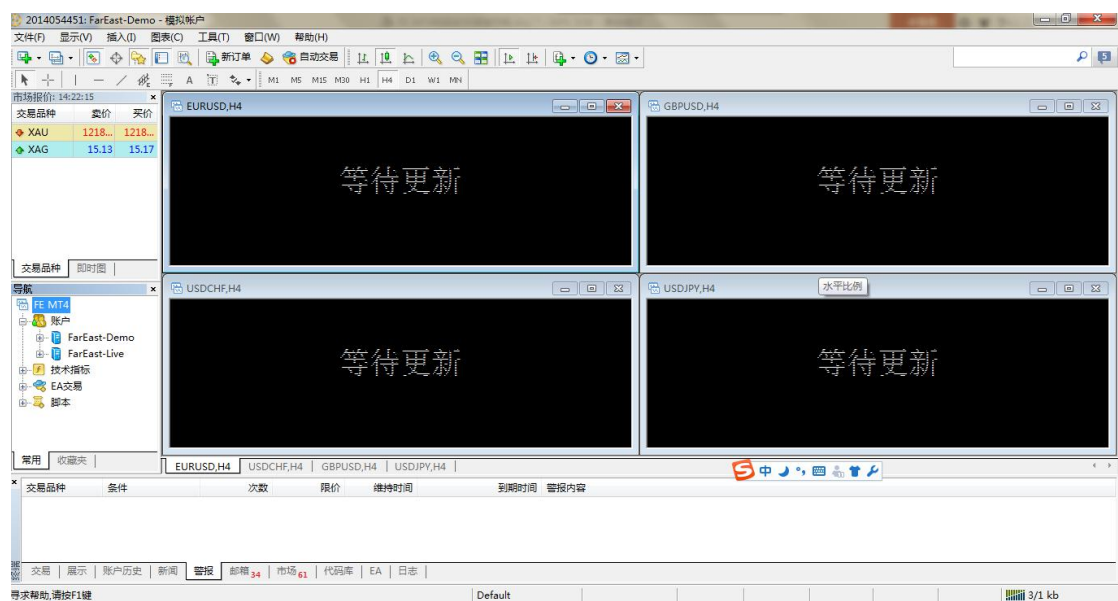 2014054451: FarEast-Demo - 模拟帐户
文件(F) 显示(V) 插入(I) 图表(C) 工具(T) 窗口(W) 帮助(H)
新订单 自动交易 5
A T M1 M5 M15 M30 H1 H4 D1 W1 MN
市场报价: 14:22:15
交易品种 卖价 买价
XAU 1218... 1218...
XAG 15.13 15.17
交易品种 即时图
导航
FE MT4
账户
FarEast-Demo
FarEast-Live
技术指标
EA交易
脚本
常用 收藏夹
EURUSD,H4
等待更新
GBPUSD,H4
等待更新
USDCHF,H4
等待更新
USDJPY,H4
水平比例
等待更新
EURUSD,H4 USDCHF,H4 GBPUSD,H4 USDJPY,H4
中
交易品种 条件 次数 限价 维持时间 到期时间 警报内容
交易 展示 账户历史 新闻 警报 邮箱34 市场61 代码库 EA 日志
寻求帮助,请按F1键 Default 3/1 kb